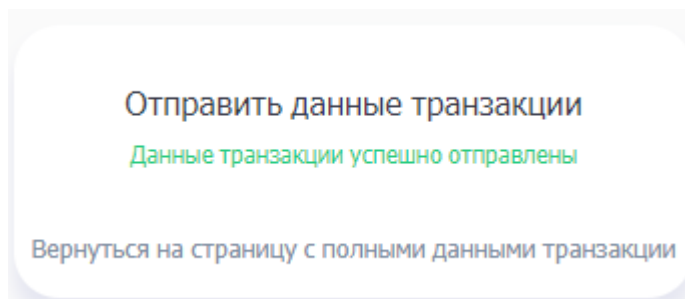 Отправить данные транзакции
Данные транзакции успешно отправлены
Вернуться на страницу с полными данными транзакции